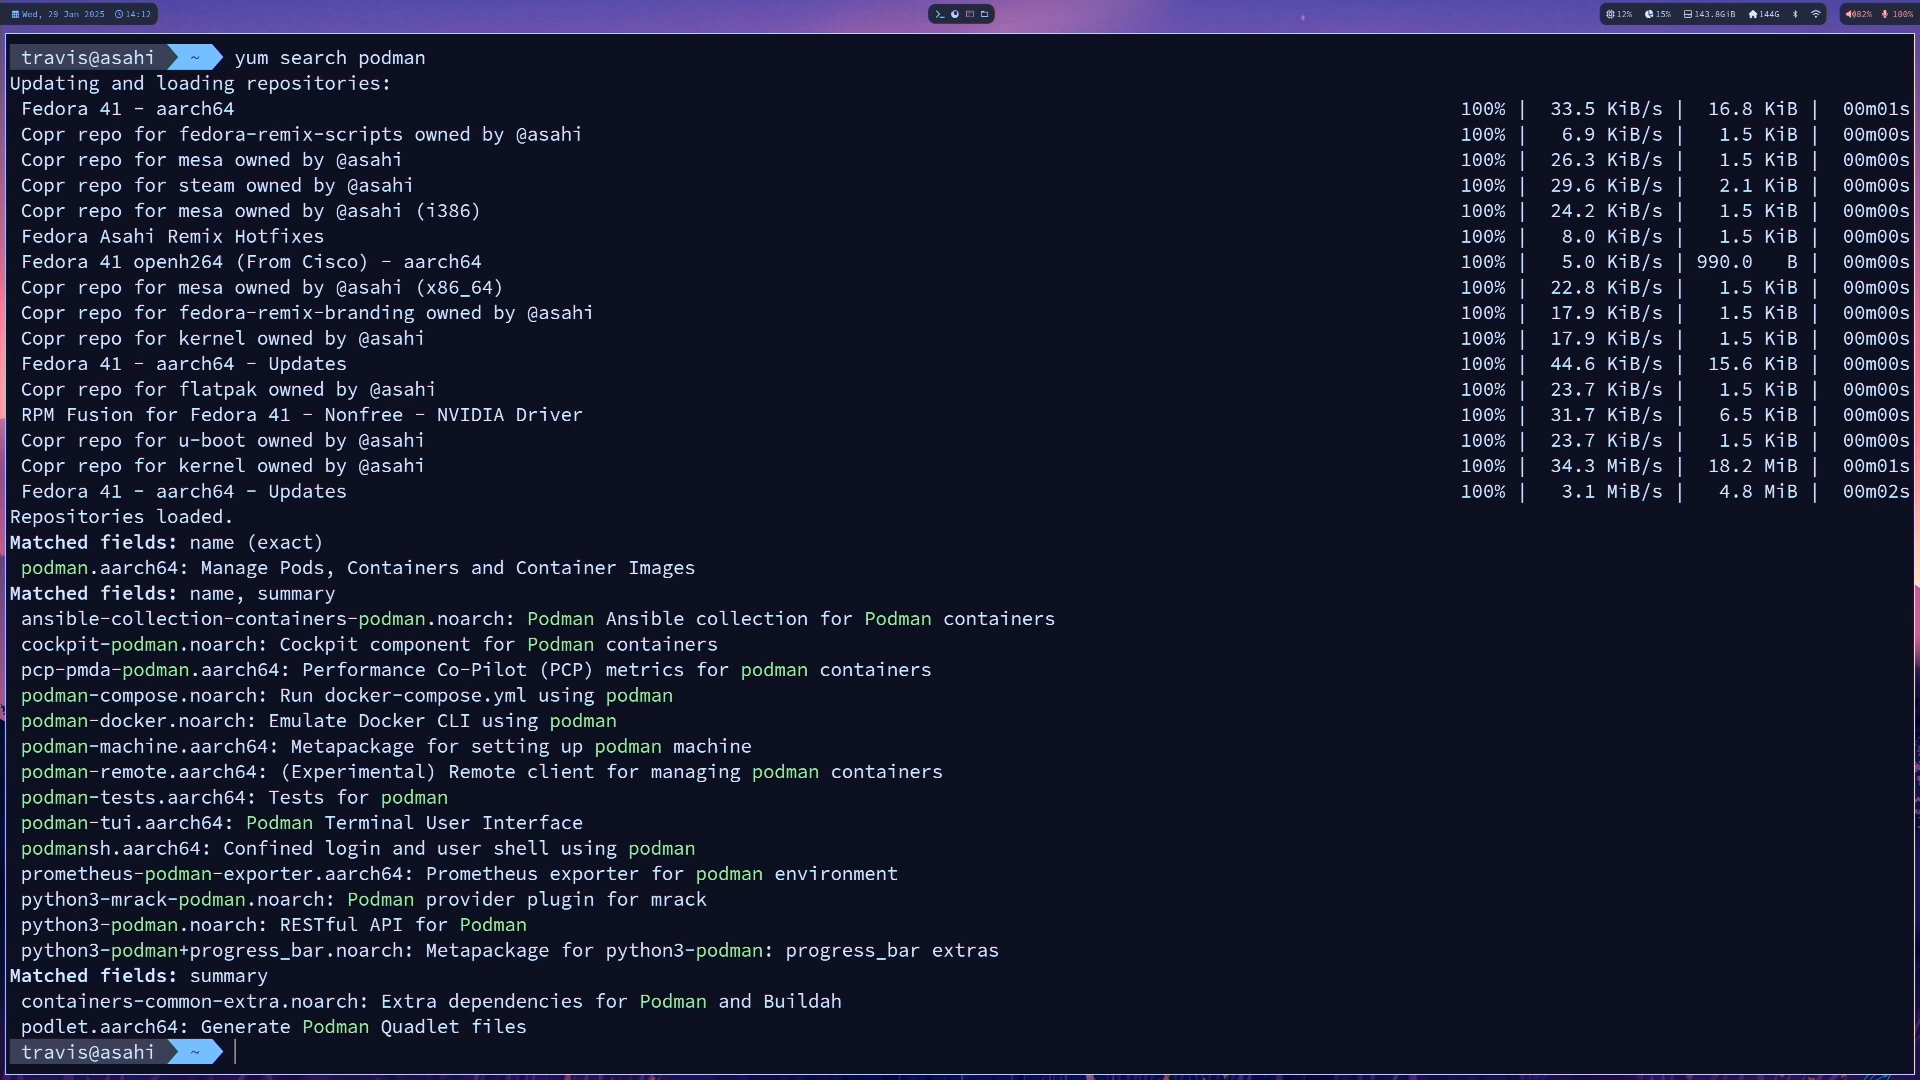 Wed, 29 Jan 2025 14:12
12% 15% 143.8GiB 144G 82% 100%
travis@asahi ~ yum search podman
Updating and loading repositories:
Fedora 41 - aarch64 100% | 33.5 KiB/s | 16.8 KiB | 00m01s
Copr repo for fedora-remix-scripts owned by @asahi 100% | 6.9 KiB/s | 1.5 KiB | 00m00s
Copr repo for mesa owned by @asahi 100% | 26.3 KiB/s | 1.5 KiB | 00m00s
Copr repo for steam owned by @asahi 100% | 29.6 KiB/s | 2.1 KiB | 00m00s
Copr repo for mesa owned by @asahi (i386) 100% | 24.2 KiB/s | 1.5 KiB | 00m00s
Fedora Asahi Remix Hotfixes 100% | 8.0 KiB/s | 1.5 KiB | 00m00s
Fedora 41 openh264 (From Cisco) - aarch64 100% | 5.0 KiB/s | 990.0 B | 00m00s
Copr repo for mesa owned by @asahi (x86_64) 100% | 22.8 KiB/s | 1.5 KiB | 00m00s
Copr repo for fedora-remix-branding owned by @asahi 100% | 17.9 KiB/s | 1.5 KiB | 00m00s
Copr repo for kernel owned by @asahi 100% | 17.9 KiB/s | 1.5 KiB | 00m00s
Fedora 41 - aarch64 - Updates 100% | 44.6 KiB/s | 15.6 KiB | 00m00s
Copr repo for flatpak owned by @asahi 100% | 23.7 KiB/s | 1.5 KiB | 00m00s
RPM Fusion for Fedora 41 - Nonfree - NVIDIA Driver 100% | 31.7 KiB/s | 6.5 KiB | 00m00s
Copr repo for u-boot owned by @asahi 100% | 23.7 KiB/s | 1.5 KiB | 00m00s
Copr repo for kernel owned by @asahi 100% | 34.3 MiB/s | 18.2 MiB | 00m01s
Fedora 41 - aarch64 - Updates 100% | 3.1 MiB/s | 4.8 MiB | 00m02s
Repositories loaded.
Matched fields: name (exact)
podman.aarch64: Manage Pods, Containers and Container Images
Matched fields: name, summary
ansible-collection-containers-podman.noarch: Podman Ansible collection for Podman containers
cockpit-podman.noarch: Cockpit component for Podman containers
pcp-pmda-podman.aarch64: Performance Co-Pilot (PCP) metrics for podman containers
podman-compose.noarch: Run docker-compose.yml using podman
podman-docker.noarch: Emulate Docker CLI using podman
podman-machine.aarch64: Metapackage for setting up podman machine
podman-remote.aarch64: (Experimental) Remote client for managing podman containers
podman-tests.aarch64: Tests for podman
podman-tui.aarch64: Podman Terminal User Interface
podmansh.aarch64: Confined login and user shell using podman
prometheus-podman-exporter.aarch64: Prometheus exporter for podman environment
python3-mrack-podman.noarch: Podman provider plugin for mrack
python3-podman.noarch: RESTful API for Podman
python3-podman+progress_bar.noarch: Metapackage for python3-podman: progress_bar extras
Matched fields: summary
containers-common-extra.noarch: Extra dependencies for Podman and Buildah
podlet.aarch64: Generate Podman Quadlet files
travis@asahi ~